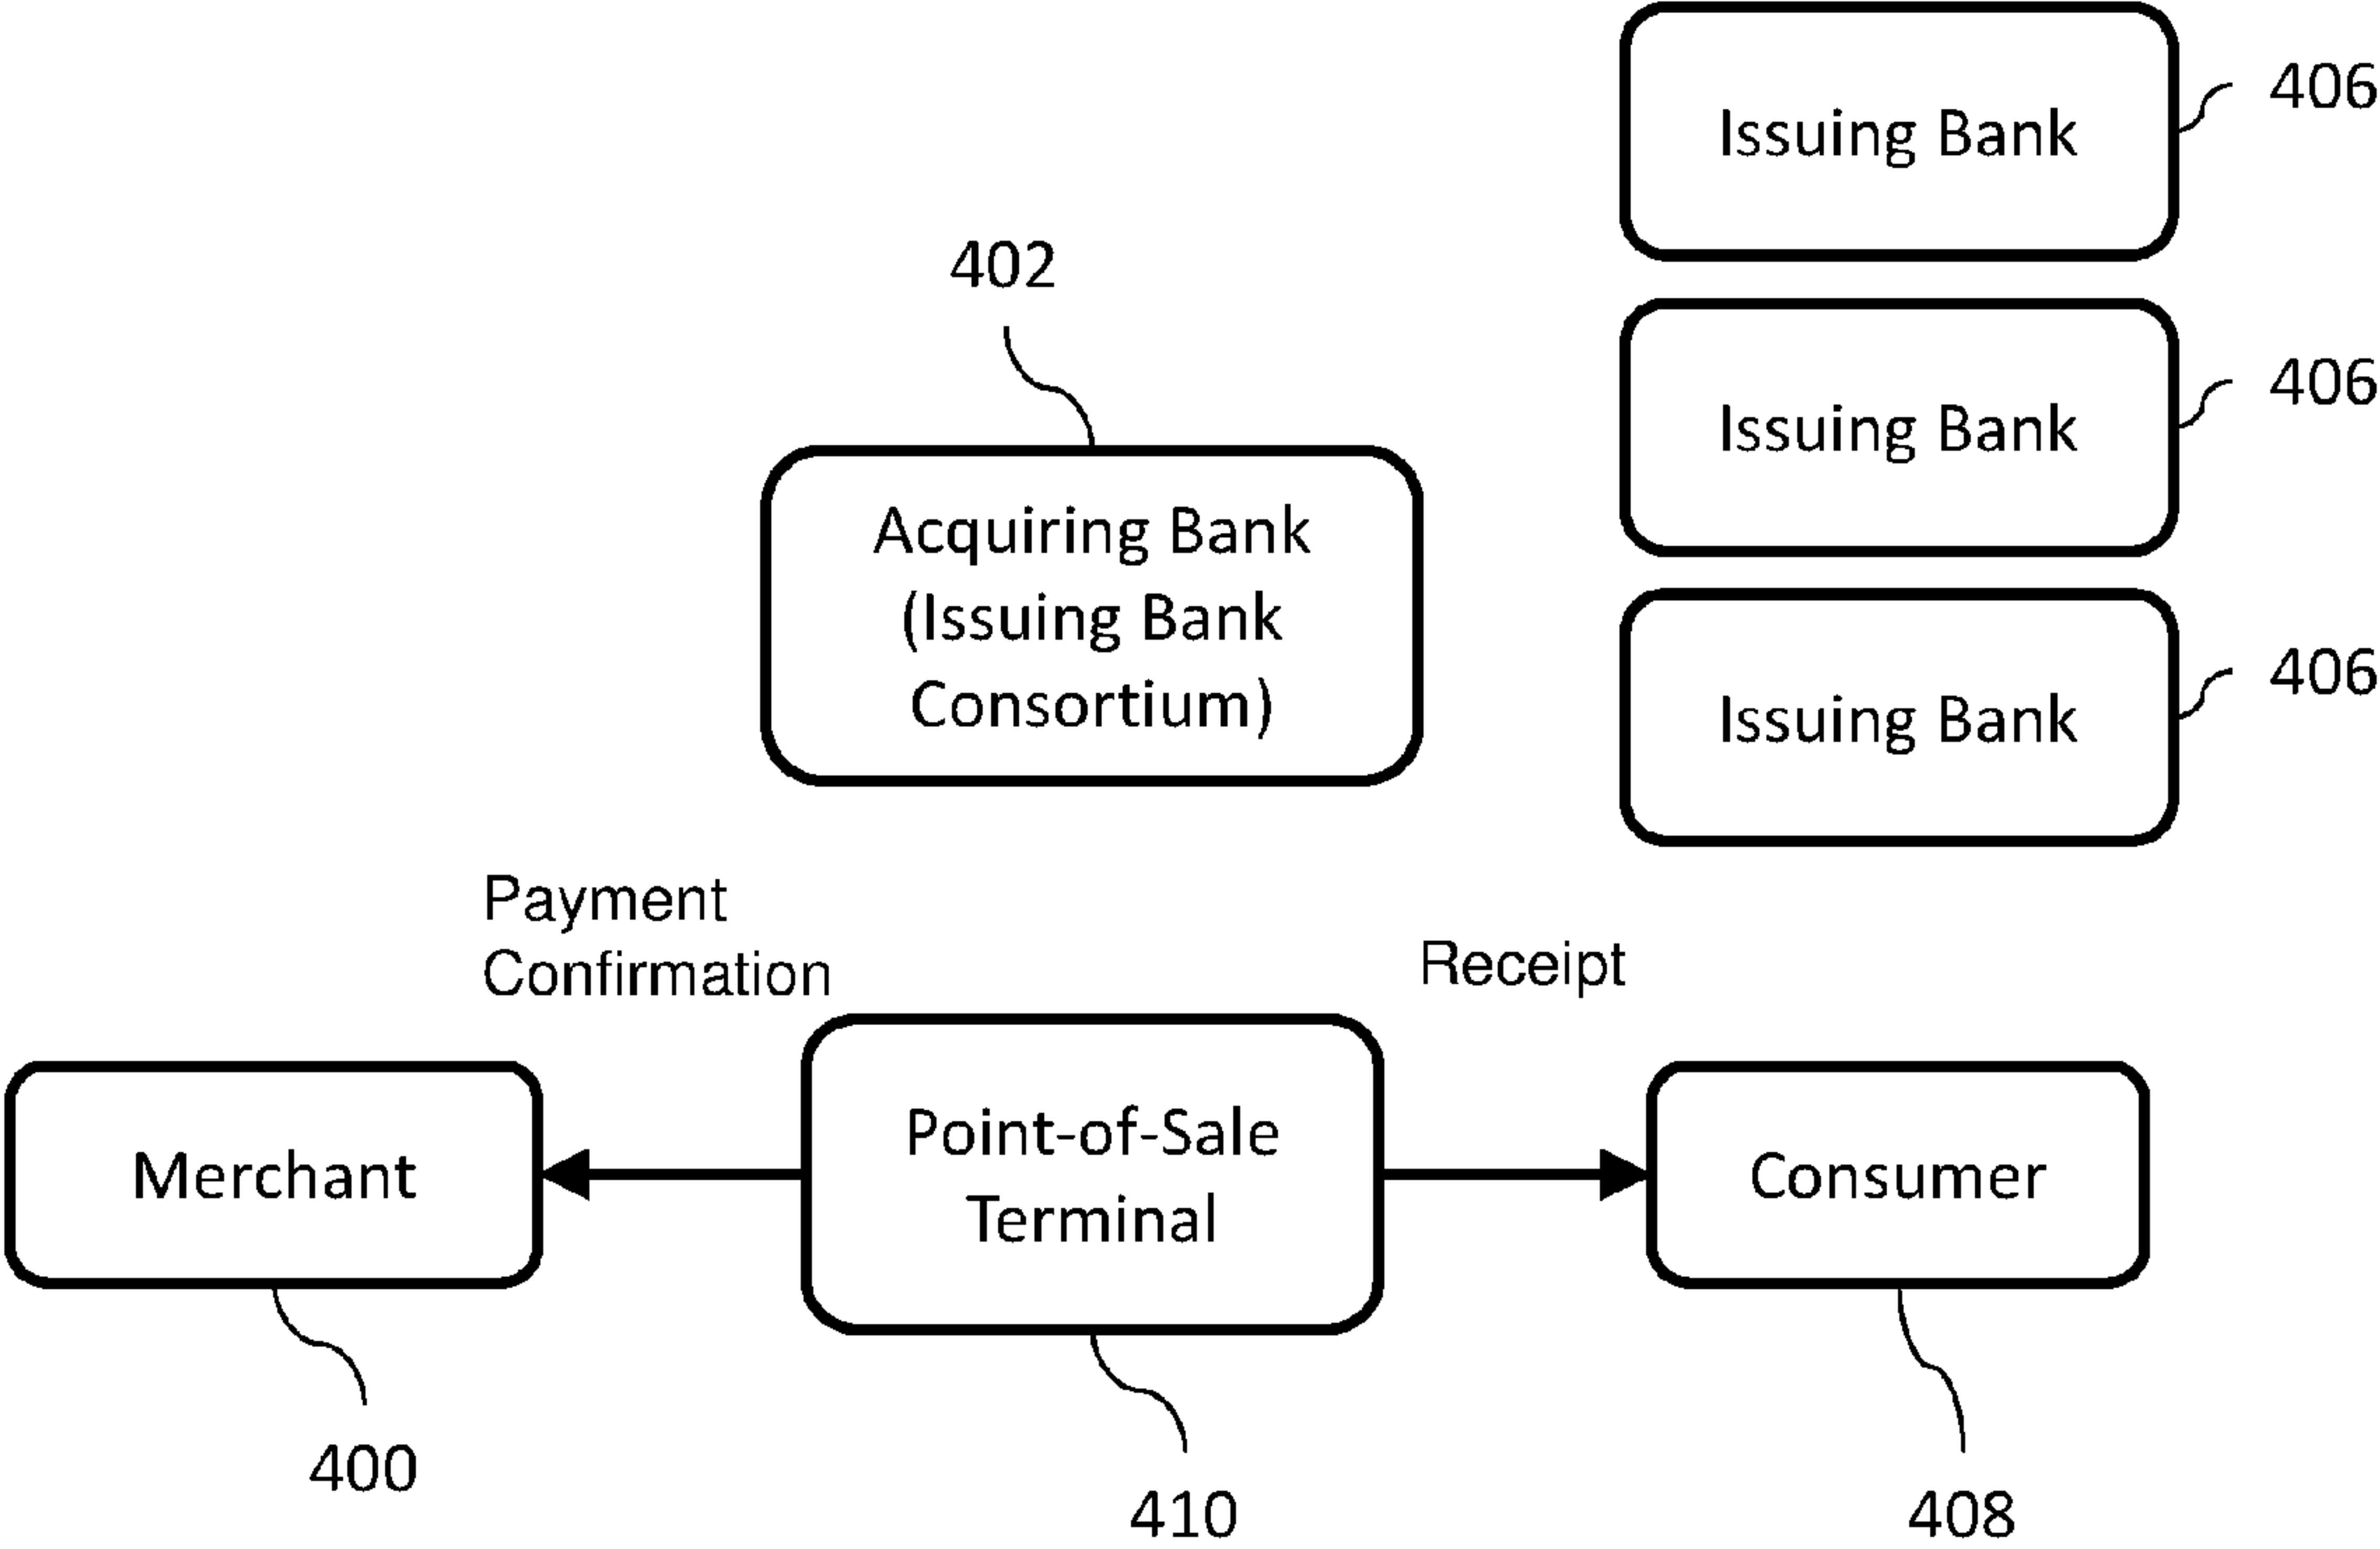 Issuing Bank
406
402
Issuing Bank
406
Acquiring Bank
(Issuing Bank
Consortium)
Issuing Bank
406
Payment
Confirmation
Receipt
Merchant
Point-of-Sale
Terminal
Consumer
400
410
408